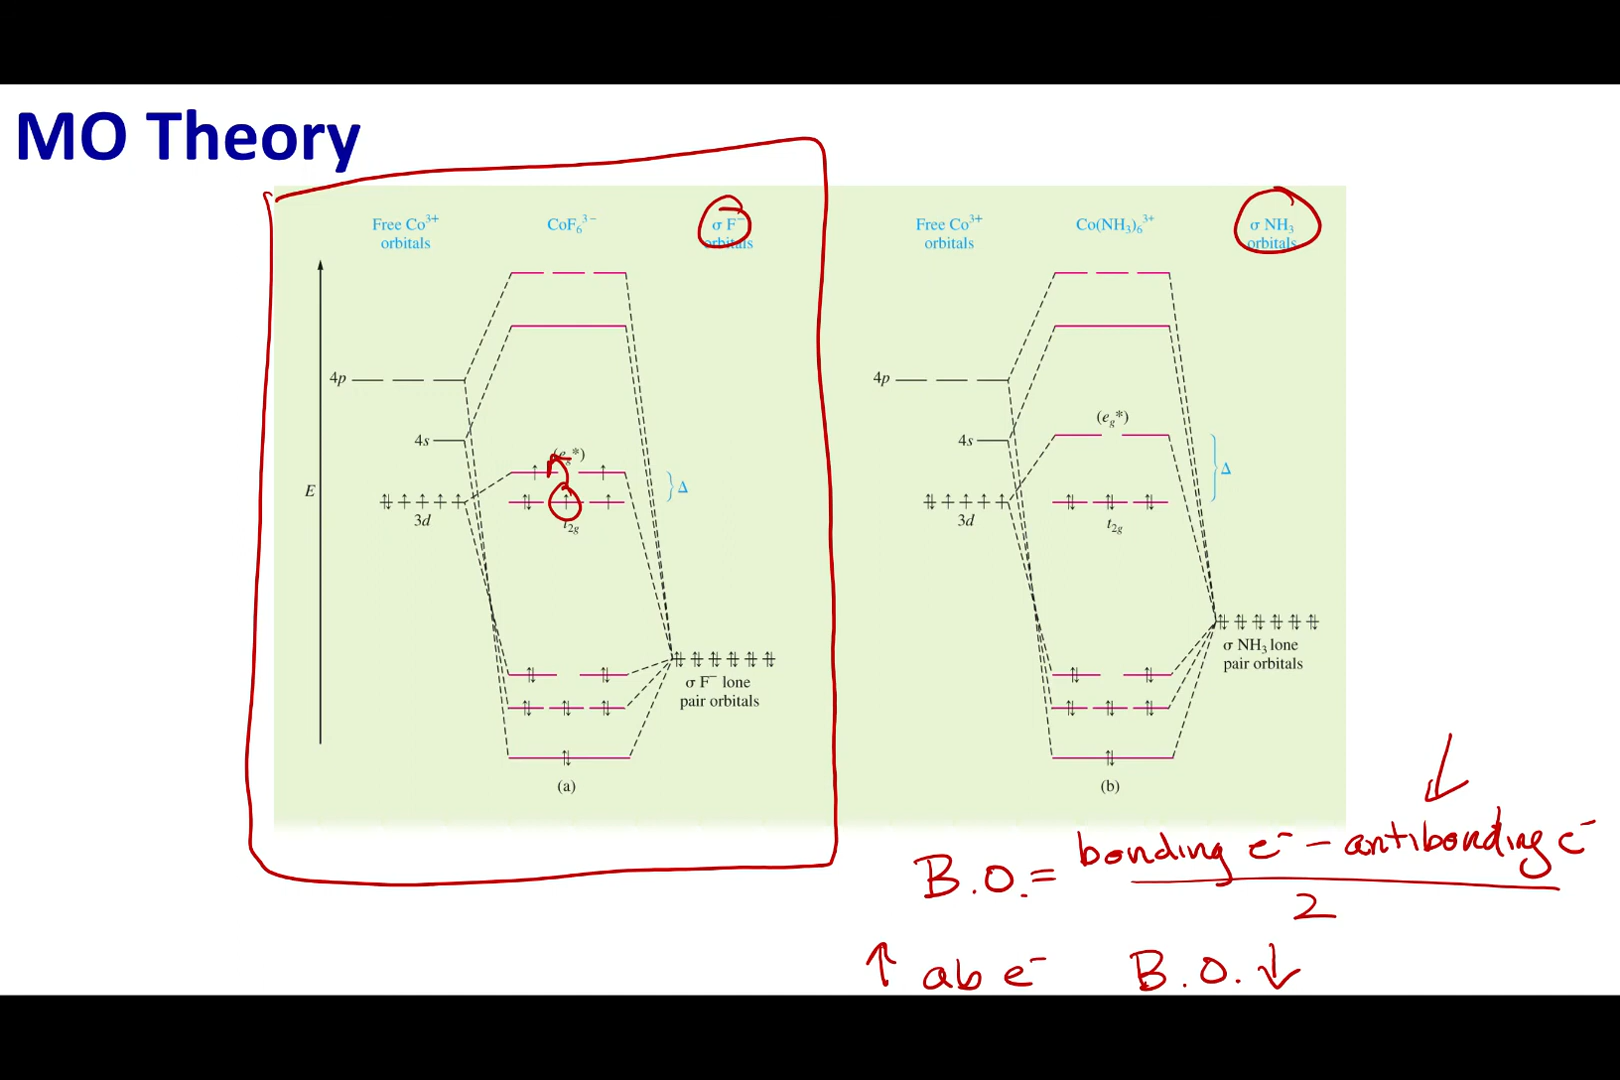 MO Theory
Free Co3+
orbitals
CoF6 3−
σ F−
orbitals
Free Co3+
orbitals
Co(NH3)6 3+
σ NH3
orbitals
E
4p
4s
3d
(eg*)
t2g
Δ
σ F− lone
pair orbitals
(a)
4p
4s
3d
(eg*)
t2g
Δ
σ NH3 lone
pair orbitals
(b)
B.O. = bonding e− − antibonding e−
2
↑ ab e− B.O. ↓